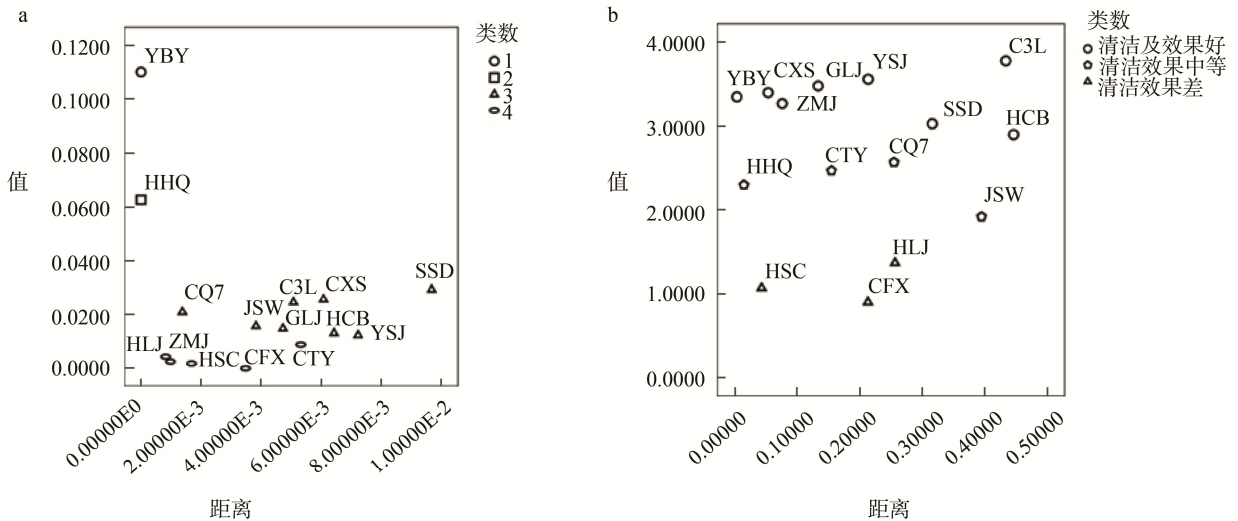 a
类数
1
2
3
4
值
0.1200
0.1000
0.0800
0.0600
0.0400
0.0200
0.0000
YBY
HHQ
SSD
CQ7
C3L
CXS
JSW
GLJ
HCB
YSJ
HLJ
ZMJ
HSC
CFX
CTY
0.00000E0
2.00000E-3
4.00000E-3
6.00000E-3
8.00000E-3
1.00000E-2
距离
b
类数
清洁及效果好
清洁效果中等
清洁效果差
值
4.0000
3.0000
2.0000
1.0000
0.0000
C3L
YBY
CXS
GLJ
YSJ
ZMJ
SSD
HCB
HHQ
CTY
CQ7
JSW
HLJ
HSC
CFX
0.00000
0.10000
0.20000
0.30000
0.40000
0.50000
距离